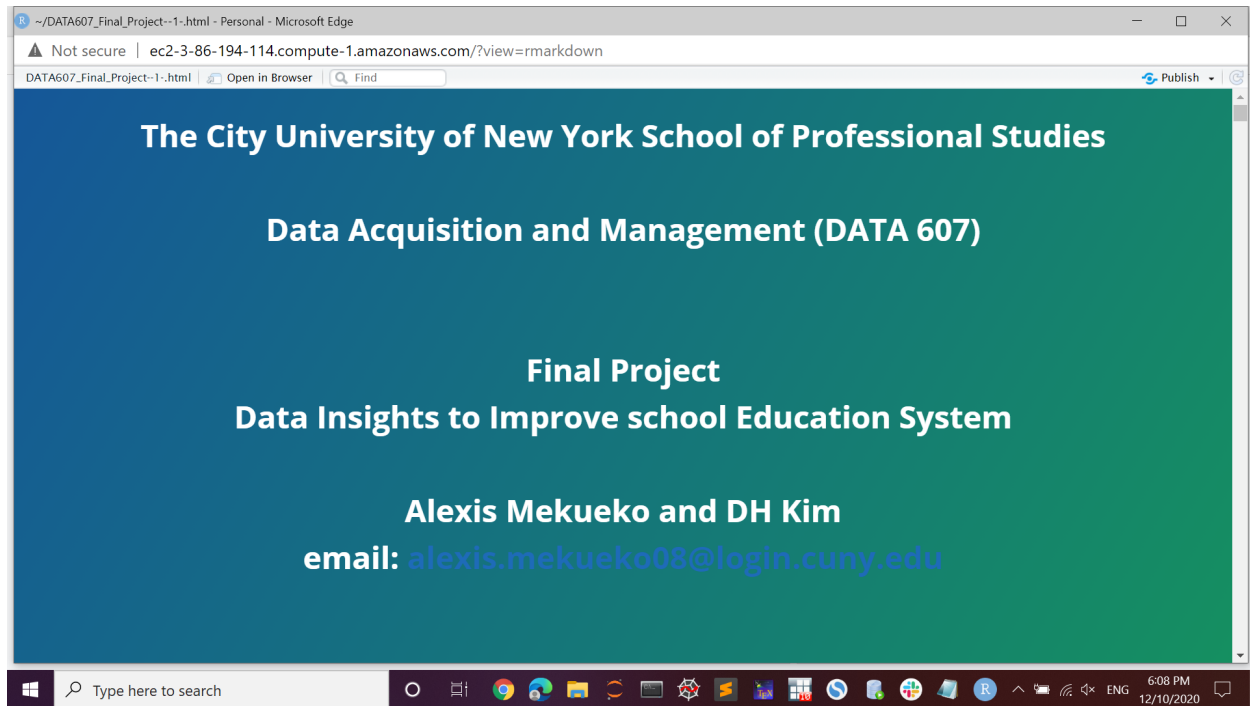 ~/DATA607_Final_Project--1-.html - Personal - Microsoft Edge
Not secure | ec2-3-86-194-114.compute-1.amazonaws.com/?view=rmarkdown
DATA607_Final_Project--1-.html Open in Browser Find Publish
The City University of New York School of Professional Studies
Data Acquisition and Management (DATA 607)
Final Project
Data Insights to Improve school Education System
Alexis Mekueko and DH Kim
email: alexis.mekueko08@login.cuny.edu
Type here to search
ENG
6:08 PM
12/10/2020